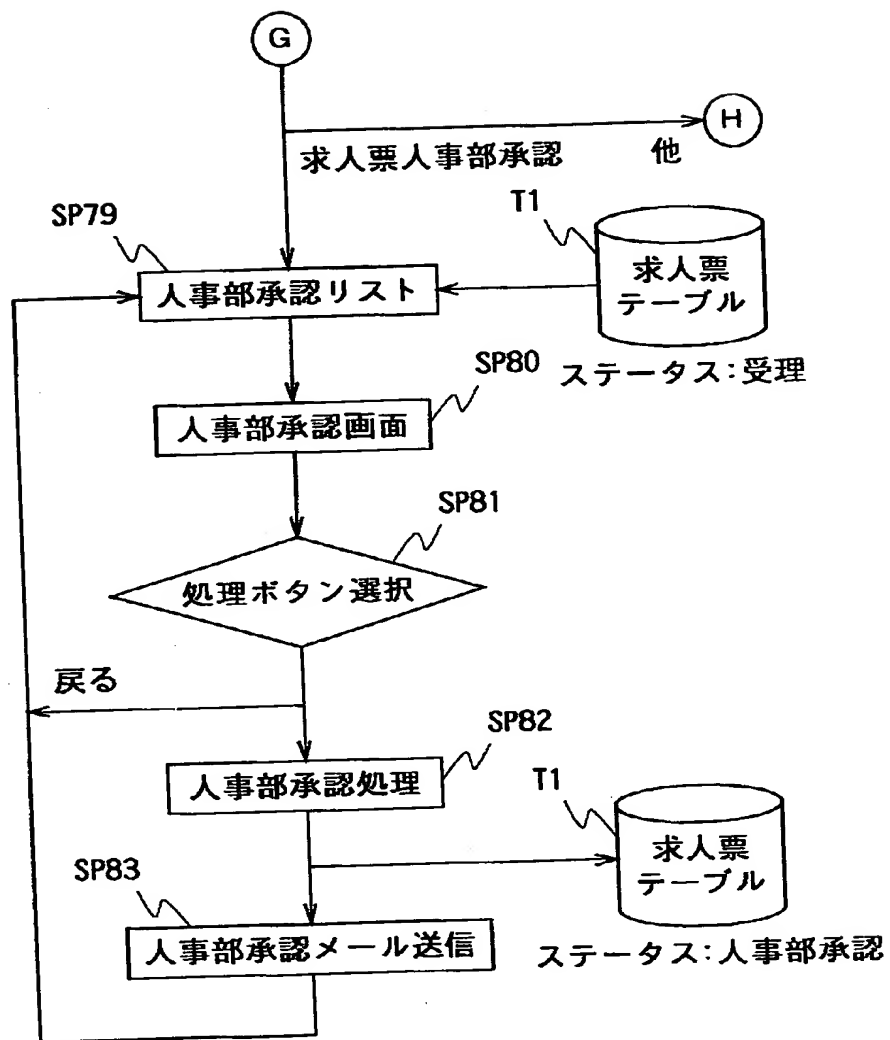 G
H
求人票人事部承認 他
SP79
T1
人事部承認リスト
求人票
テーブル
ステータス:受理
SP80
人事部承認画面
SP81
処理ボタン選択
戻る
SP82
人事部承認処理
T1
求人票
テーブル
SP83
人事部承認メール送信
ステータス:人事部承認